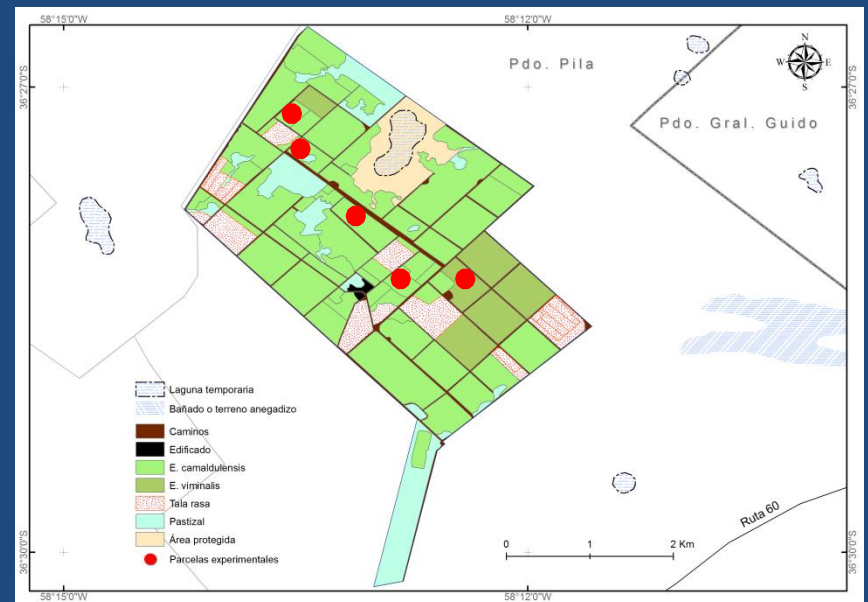 58°15'0"W
58°12'0"W
36°27'0"S
36°27'0"S
Pdo. Pila
N
W
E
S
Pdo. Gral. Guido
Laguna temporaria
Bañado o terreno anegadizo
Caminos
Edificado
E. camaldulensis
E. viminalis
Tala rasa
Pastizal
Área protegida
Parcelas experimentales
0 1 2 Km
Ruta 60
36°30'0"S
36°30'0"S
58°15'0"W
58°12'0"W